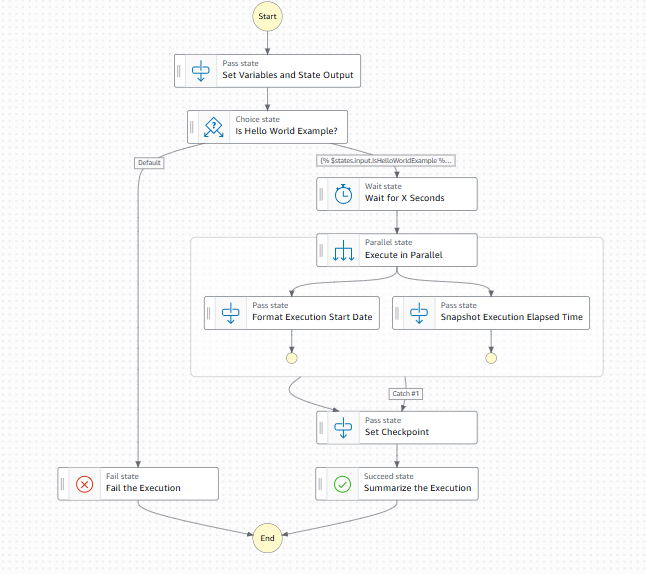 Start
Pass state
Set Variables and State Output
Choice state
Is Hello World Example?
Default
{% $states.input.IsHelloWorldExample %...
Wait state
Wait for X Seconds
Parallel state
Execute in Parallel
Pass state
Format Execution Start Date
Pass state
Snapshot Execution Elapsed Time
Catch #1
Pass state
Set Checkpoint
Fail state
Fail the Execution
Succeed state
Summarize the Execution
End